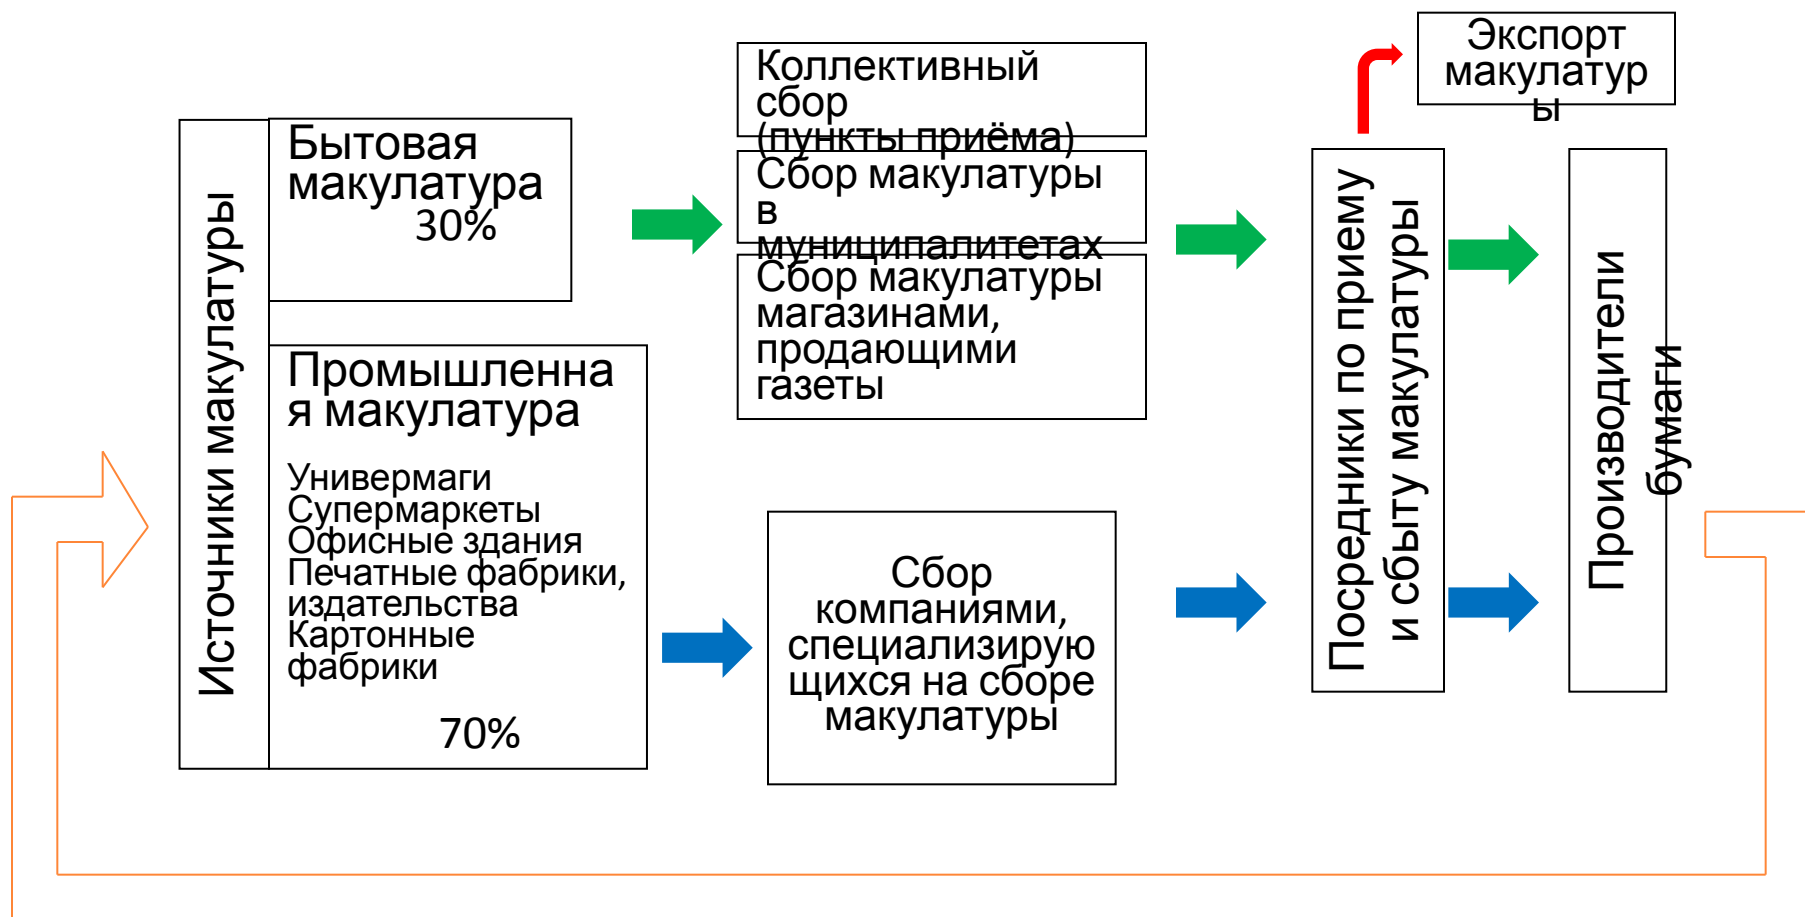 Источники макулатуры
Бытовая
макулатура
30%
Промышленна
я макулатура
Универмаги
Супермаркеты
Офисные здания
Печатные фабрики,
издательства
Картонные
фабрики
70%
Коллективный
сбор
(пункты приёма)
Сбор макулатуры
в
муниципалитетах
Сбор макулатуры
магазинами,
продающими
газеты
Сбор
компаниями,
специализирую
щихся на сборе
макулатуры
Посредники по приему
и сбыту макулатуры
Экспорт
макулатур
ы
Производители
бумаги